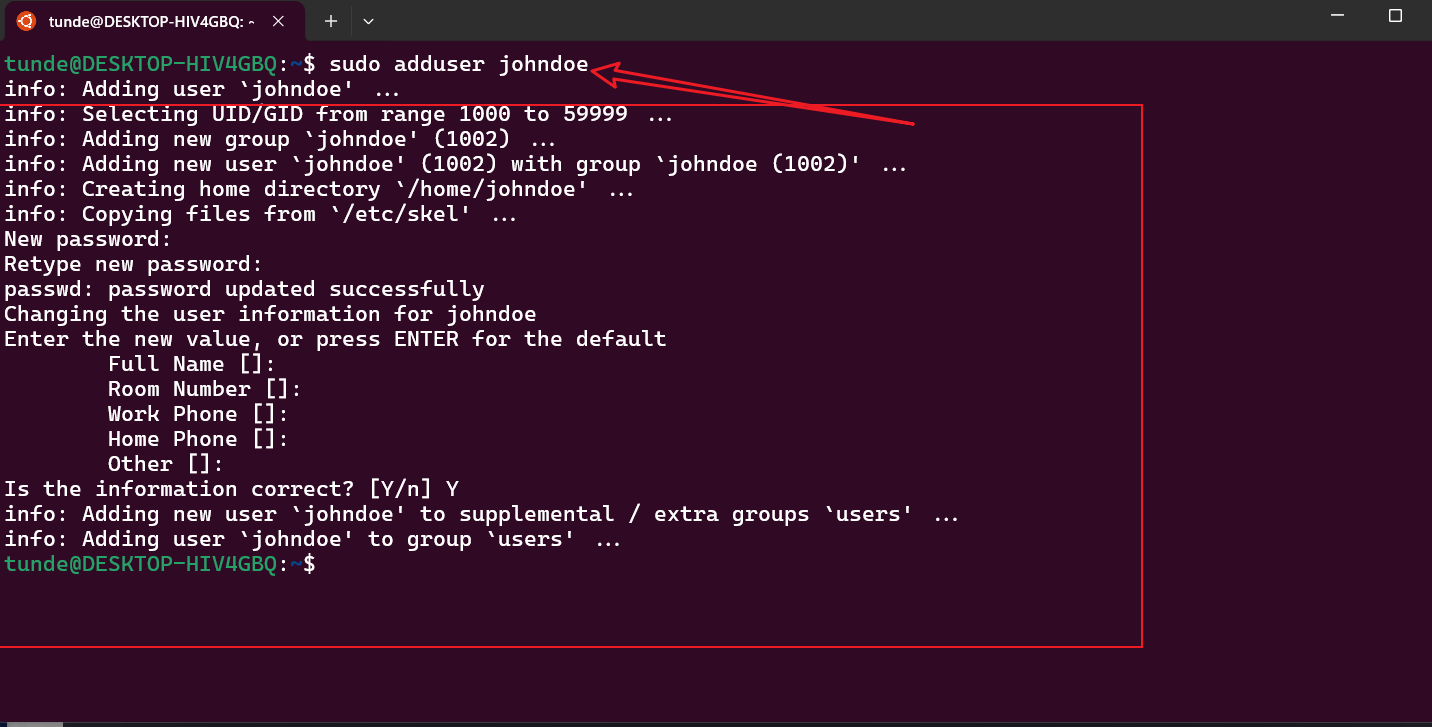 tunde@DESKTOP-HIV4GBQ: ~
tunde@DESKTOP-HIV4GBQ:~$ sudo adduser johndoe
info: Adding user `johndoe' ...
info: Selecting UID/GID from range 1000 to 59999 ...
info: Adding new group `johndoe' (1002) ...
info: Adding new user `johndoe' (1002) with group `johndoe (1002)' ...
info: Creating home directory `/home/johndoe' ...
info: Copying files from `/etc/skel' ...
New password:
Retype new password:
passwd: password updated successfully
Changing the user information for johndoe
Enter the new value, or press ENTER for the default
        Full Name []:
        Room Number []:
        Work Phone []:
        Home Phone []:
        Other []:
Is the information correct? [Y/n] Y
info: Adding new user `johndoe' to supplemental / extra groups `users' ...
info: Adding user `johndoe' to group `users' ...
tunde@DESKTOP-HIV4GBQ:~$